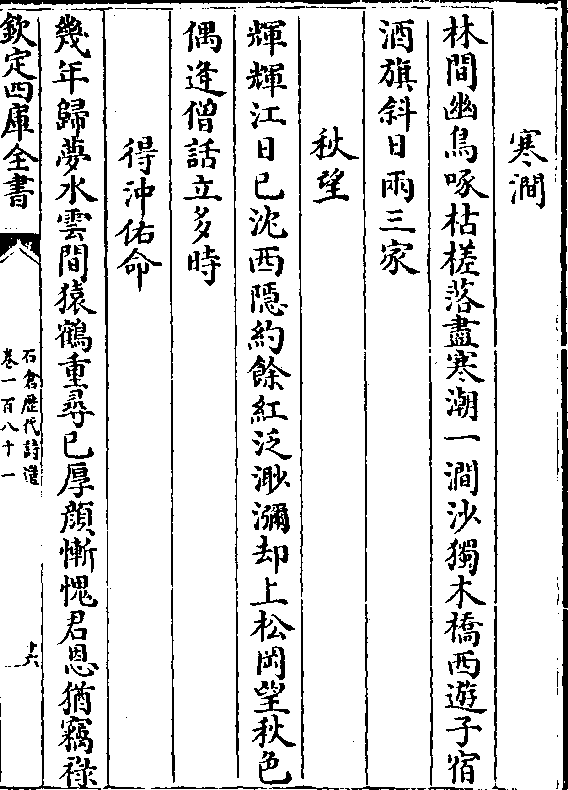 寒澗
林間幽鳥啄枯槎落盡寒潮一澗沙獨木橋西遊子宿
酒旗斜日兩三家
秋望
輝輝江日已沈西隱約餘紅泛渺瀰却上松岡望秋色
偶逢僧話立多時
得沖佑命
幾年歸夢水雲間猿鶴重尋已厚顔慚愧君恩猶竊祿
欽定四庫全書
石倉歴代詩選
卷一百八十一
十六